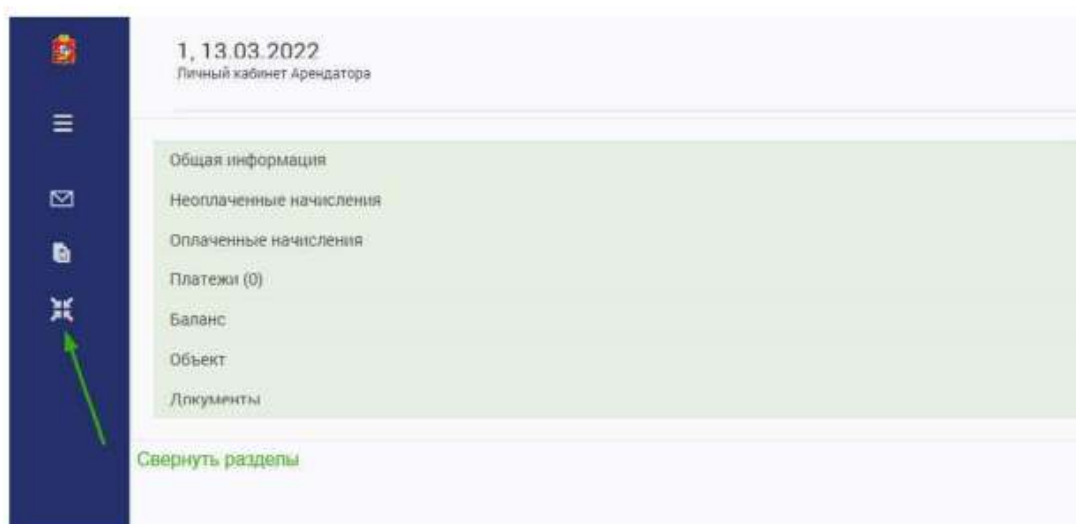 1, 13.03.2022
Личный кабинет Арендатора
Общая информация
Неоплаченные начисления
Оплаченные начисления
Платежи (0)
Баланс
Объект
Документы
Свернуть разделы